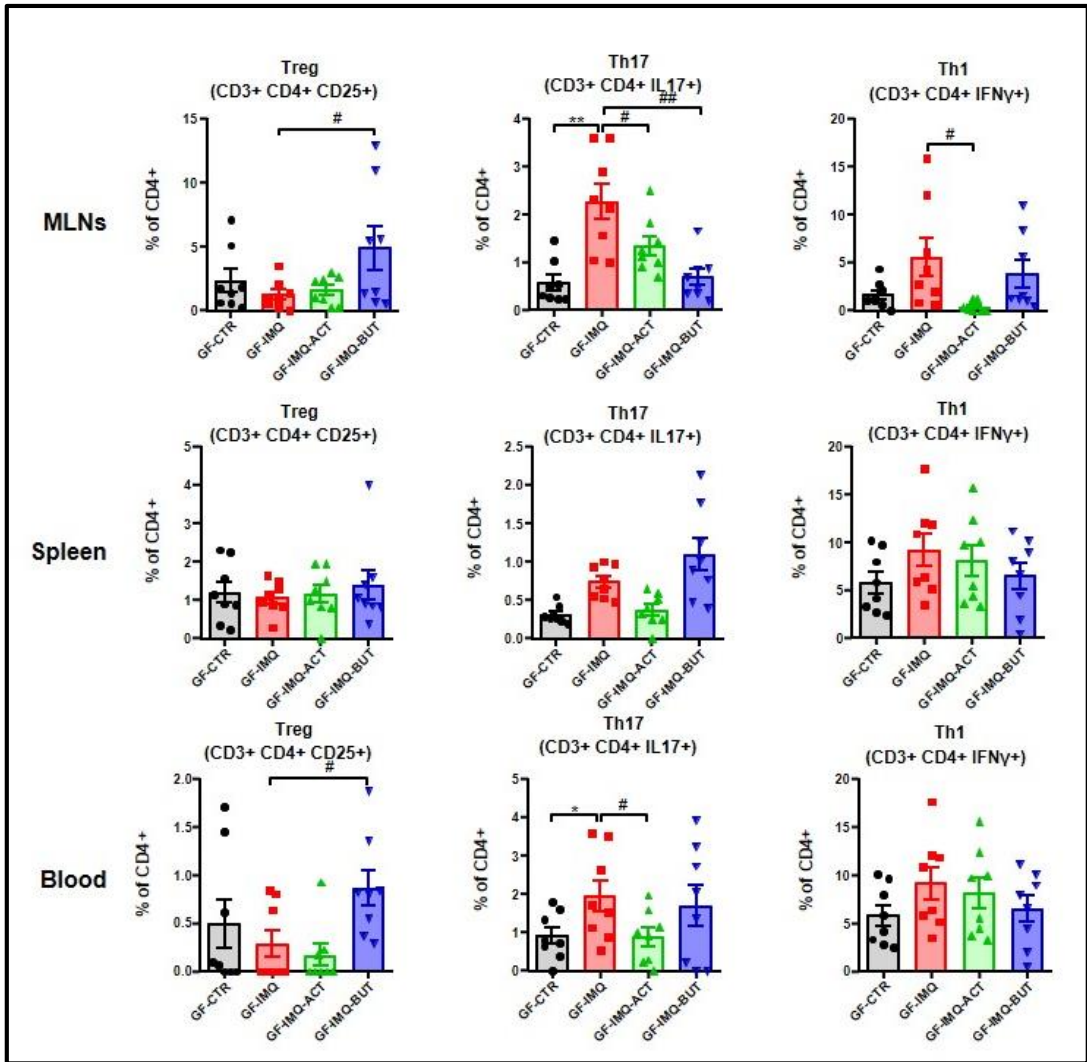 Treg
(CD3+ CD4+ CD25+)
Th17
(CD3+ CD4+ IL17+)
Th1
(CD3+ CD4+ IFNγ+)
MLNs
% of CD4+
15
10
5
0
#
GF-CTR
GF-IMQ
GF-IMQ-ACT
GF-IMQ-BUT
% of CD4+
4
3
2
1
0
**
#
##
GF-CTR
GF-IMQ
GF-IMQ-ACT
GF-IMQ-BUT
% of CD4+
20
15
10
5
0
#
GF-CTR
GF-IMQ
GF-IMQ-ACT
GF-IMQ-BUT
Treg
(CD3+ CD4+ CD25+)
Th17
(CD3+ CD4+ IL17+)
Th1
(CD3+ CD4+ IFNγ+)
Spleen
% of CD4+
5
4
3
2
1
0
GF-CTR
GF-IMQ
GF-IMQ-ACT
GF-IMQ-BUT
% of CD4+
2.5
2.0
1.5
1.0
0.5
0.0
GF-CTR
GF-IMQ
GF-IMQ-ACT
GF-IMQ-BUT
% of CD4+
20
15
10
5
0
GF-CTR
GF-IMQ
GF-IMQ-ACT
GF-IMQ-BUT
Treg
(CD3+ CD4+ CD25+)
Th17
(CD3+ CD4+ IL17+)
Th1
(CD3+ CD4+ IFNγ+)
Blood
% of CD4+
2.0
1.5
1.0
0.5
0.0
#
GF-CTR
GF-IMQ
GF-IMQ-ACT
GF-IMQ-BUT
% of CD4+
5
4
3
2
1
0
*
#
GF-CTR
GF-IMQ
GF-IMQ-ACT
GF-IMQ-BUT
% of CD4+
20
15
10
5
0
GF-CTR
GF-IMQ
GF-IMQ-ACT
GF-IMQ-BUT